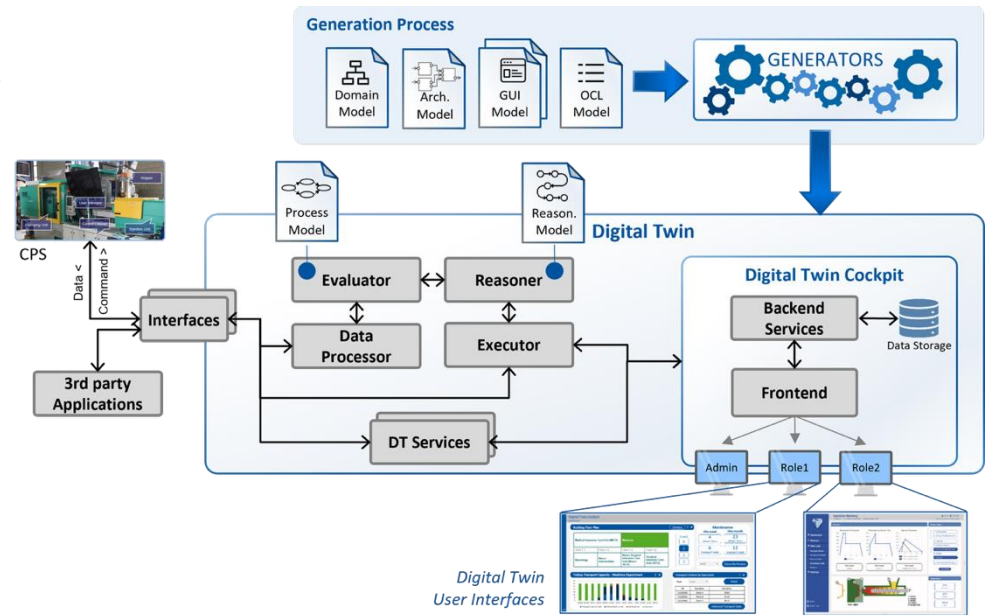 Generation Process
Domain
Model
Arch.
Model
GUI
Model
OCL
Model
GENERATORS
CPS
Data <
Command >
Process
Model
Reason.
Model
Digital Twin
Evaluator
Reasoner
Interfaces
Data
Processor
Executor
3rd party
Applications
DT Services
Digital Twin Cockpit
Backend
Services
Data Storage
Frontend
Admin
Role1
Role2
Digital Twin
User Interfaces